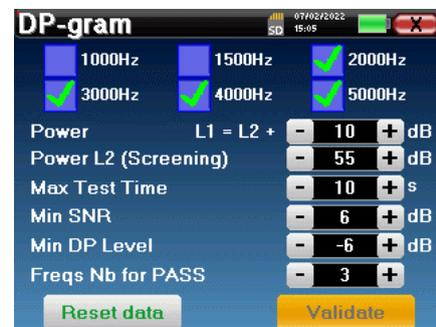 DP-gram SD 07/02/2022 15:05 X
1000Hz 1500Hz 2000Hz
3000Hz 4000Hz 5000Hz
Power L1 = L2 + - 10 + dB
Power L2 (Screening) - 55 + dB
Max Test Time - 10 + s
Min SNR - 6 + dB
Min DP Level - -6 + dB
Freqs Nb for PASS - 3 +
Reset data Validate